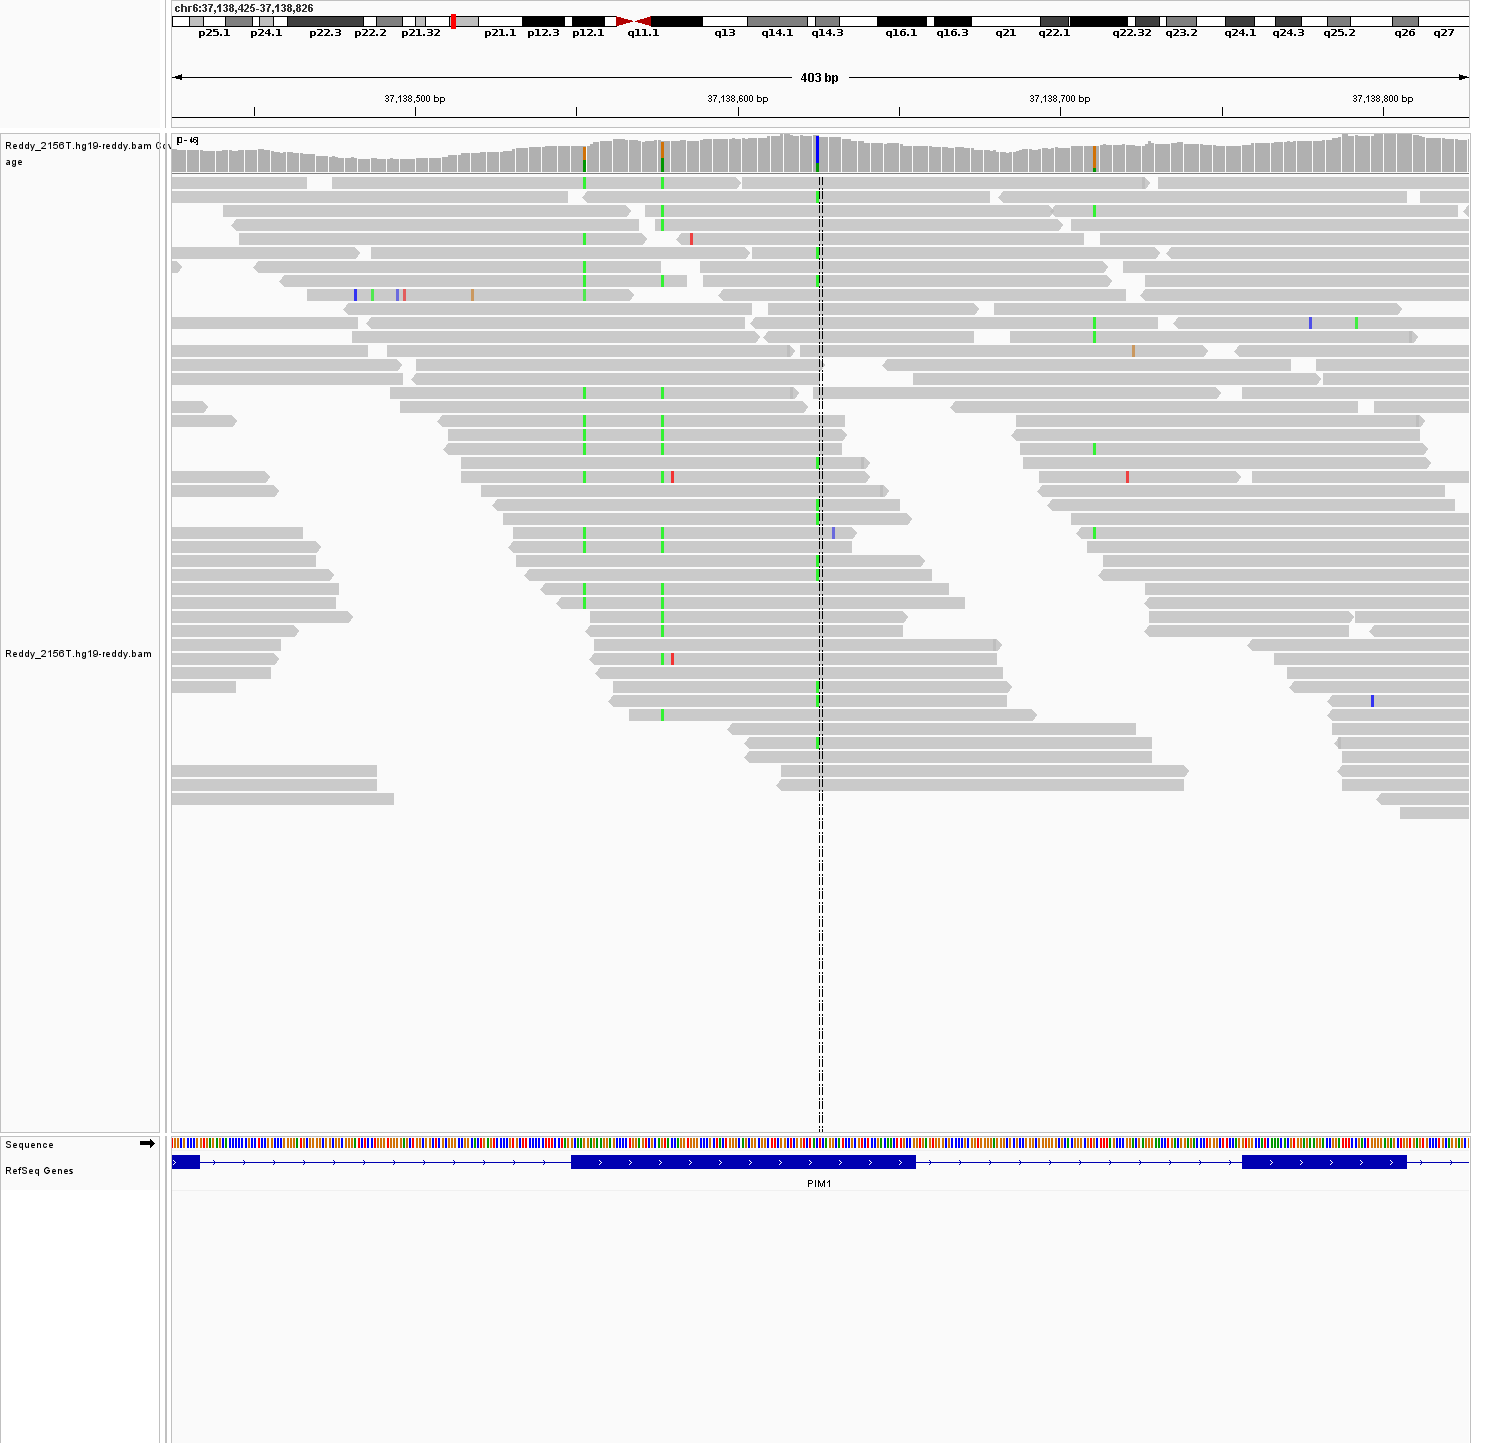 chr6:37,138,425-37,138,826
p25.1 p24.1 p22.3 p22.2 p21.32 p21.1 p12.3 p12.1 q11.1 q13 q14.1 q14.3 q16.1 q16.3 q21 q22.1 q22.32 q23.2 q24.1 q24.3 q25.2 q26 q27
403 bp
37,138,500 bp 37,138,600 bp 37,138,700 bp 37,138,800 bp
Reddy_2156T.hg19-reddy.bam Cov
age
[0 - 46]
Reddy_2156T.hg19-reddy.bam
Sequence
RefSeq Genes
PIM1